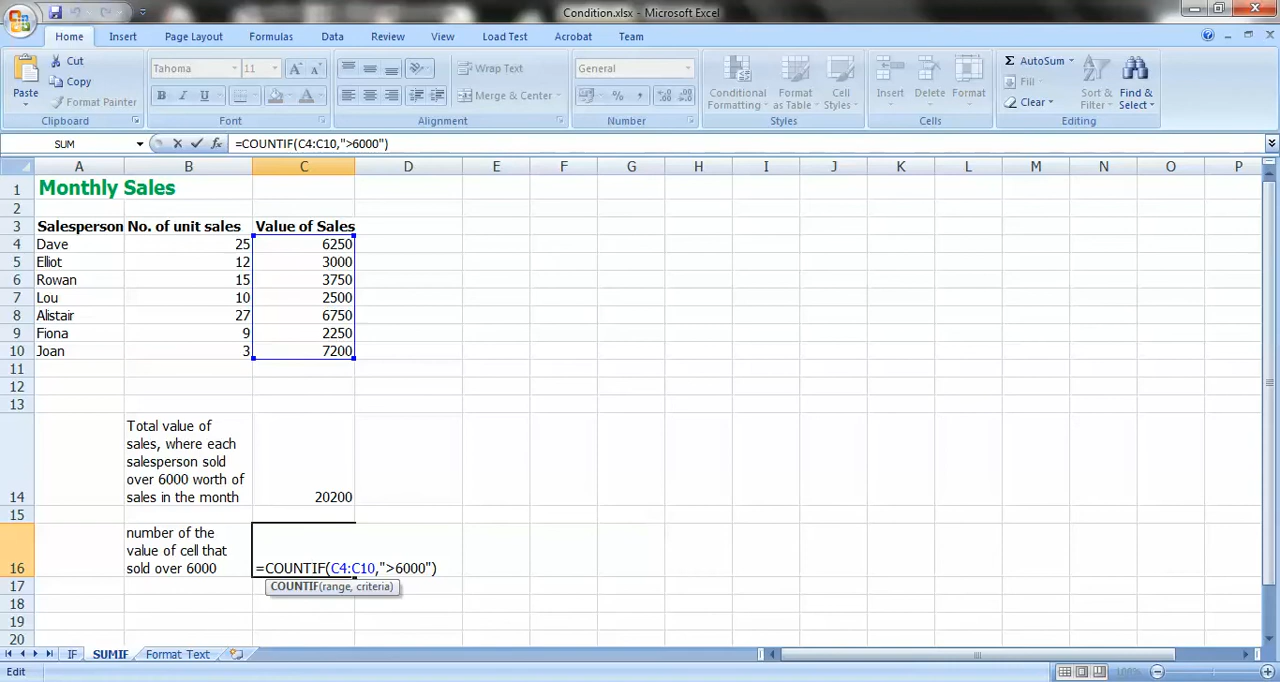 Condition.xlsx - Microsoft Excel
Home Insert Page Layout Formulas Data Review View Load Test Acrobat Team
Paste Cut Copy Format Painter
Clipboard
Tahoma 11
B I U A
Font
Wrap Text
Merge & Center
Alignment
General
% ,
Number
Conditional Formatting Format as Table Cell Styles
Styles
Insert Delete Format
Cells
Σ AutoSum
Fill
Clear
Sort & Filter Find & Select
Editing
SUM fx =COUNTIF(C4:C10,">6000")
A B C D E F G H I J K L M N O P
1 Monthly Sales
2
3 Salesperson No. of unit sales Value of Sales
4 Dave 25 6250
5 Elliot 12 3000
6 Rowan 15 3750
7 Lou 10 2500
8 Alistair 27 6750
9 Fiona 9 2250
10 Joan 3 7200
11
12
13
Total value of
sales, where each
salesperson sold
over 6000 worth of
14 sales in the month 20200
15
number of the
value of cell that
16 sold over 6000 =COUNTIF(C4:C10,">6000")
17 COUNTIF(range, criteria)
18
19
20
IF SUMIF Format Text
Edit 100%